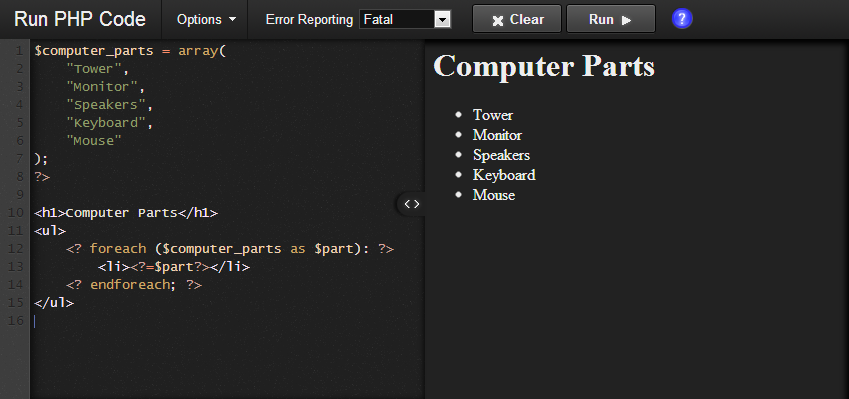 Run PHP Code Options Error Reporting Fatal Clear Run ?
1 $computer_parts = array(
2 "Tower",
3 "Monitor",
4 "Speakers",
5 "Keyboard",
6 "Mouse"
7 );
8 ?>
9
10 <h1>Computer Parts</h1>
11 <ul>
12 <? foreach ($computer_parts as $part): ?>
13 <li><?=$part?></li>
14 <? endforeach; ?>
15 </ul>
16
<>
Computer Parts
• Tower
• Monitor
• Speakers
• Keyboard
• Mouse